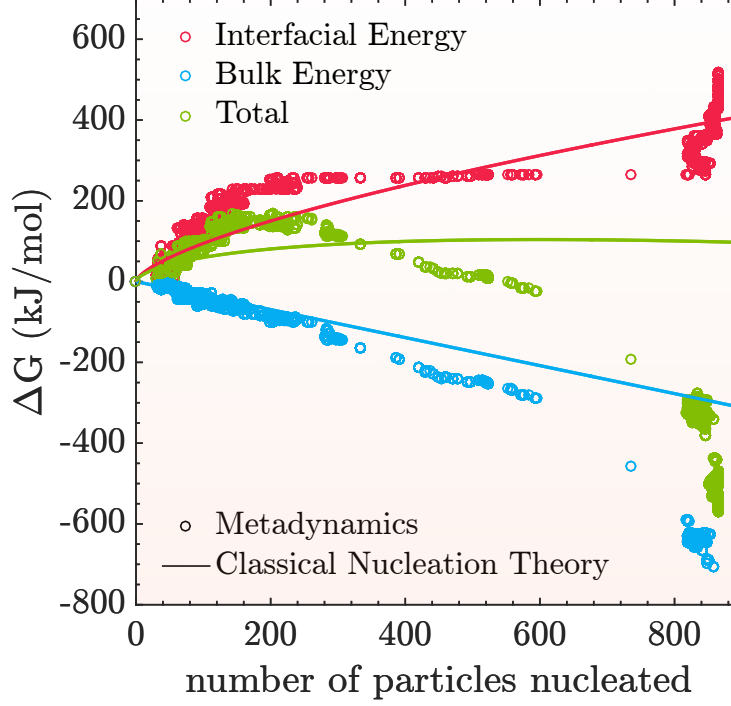 600
400
200
0
-200
-400
-600
-800
ΔG (kJ/mol)
Interfacial Energy
Bulk Energy
Total
Metadynamics
Classical Nucleation Theory
0 200 400 600 800
number of particles nucleated